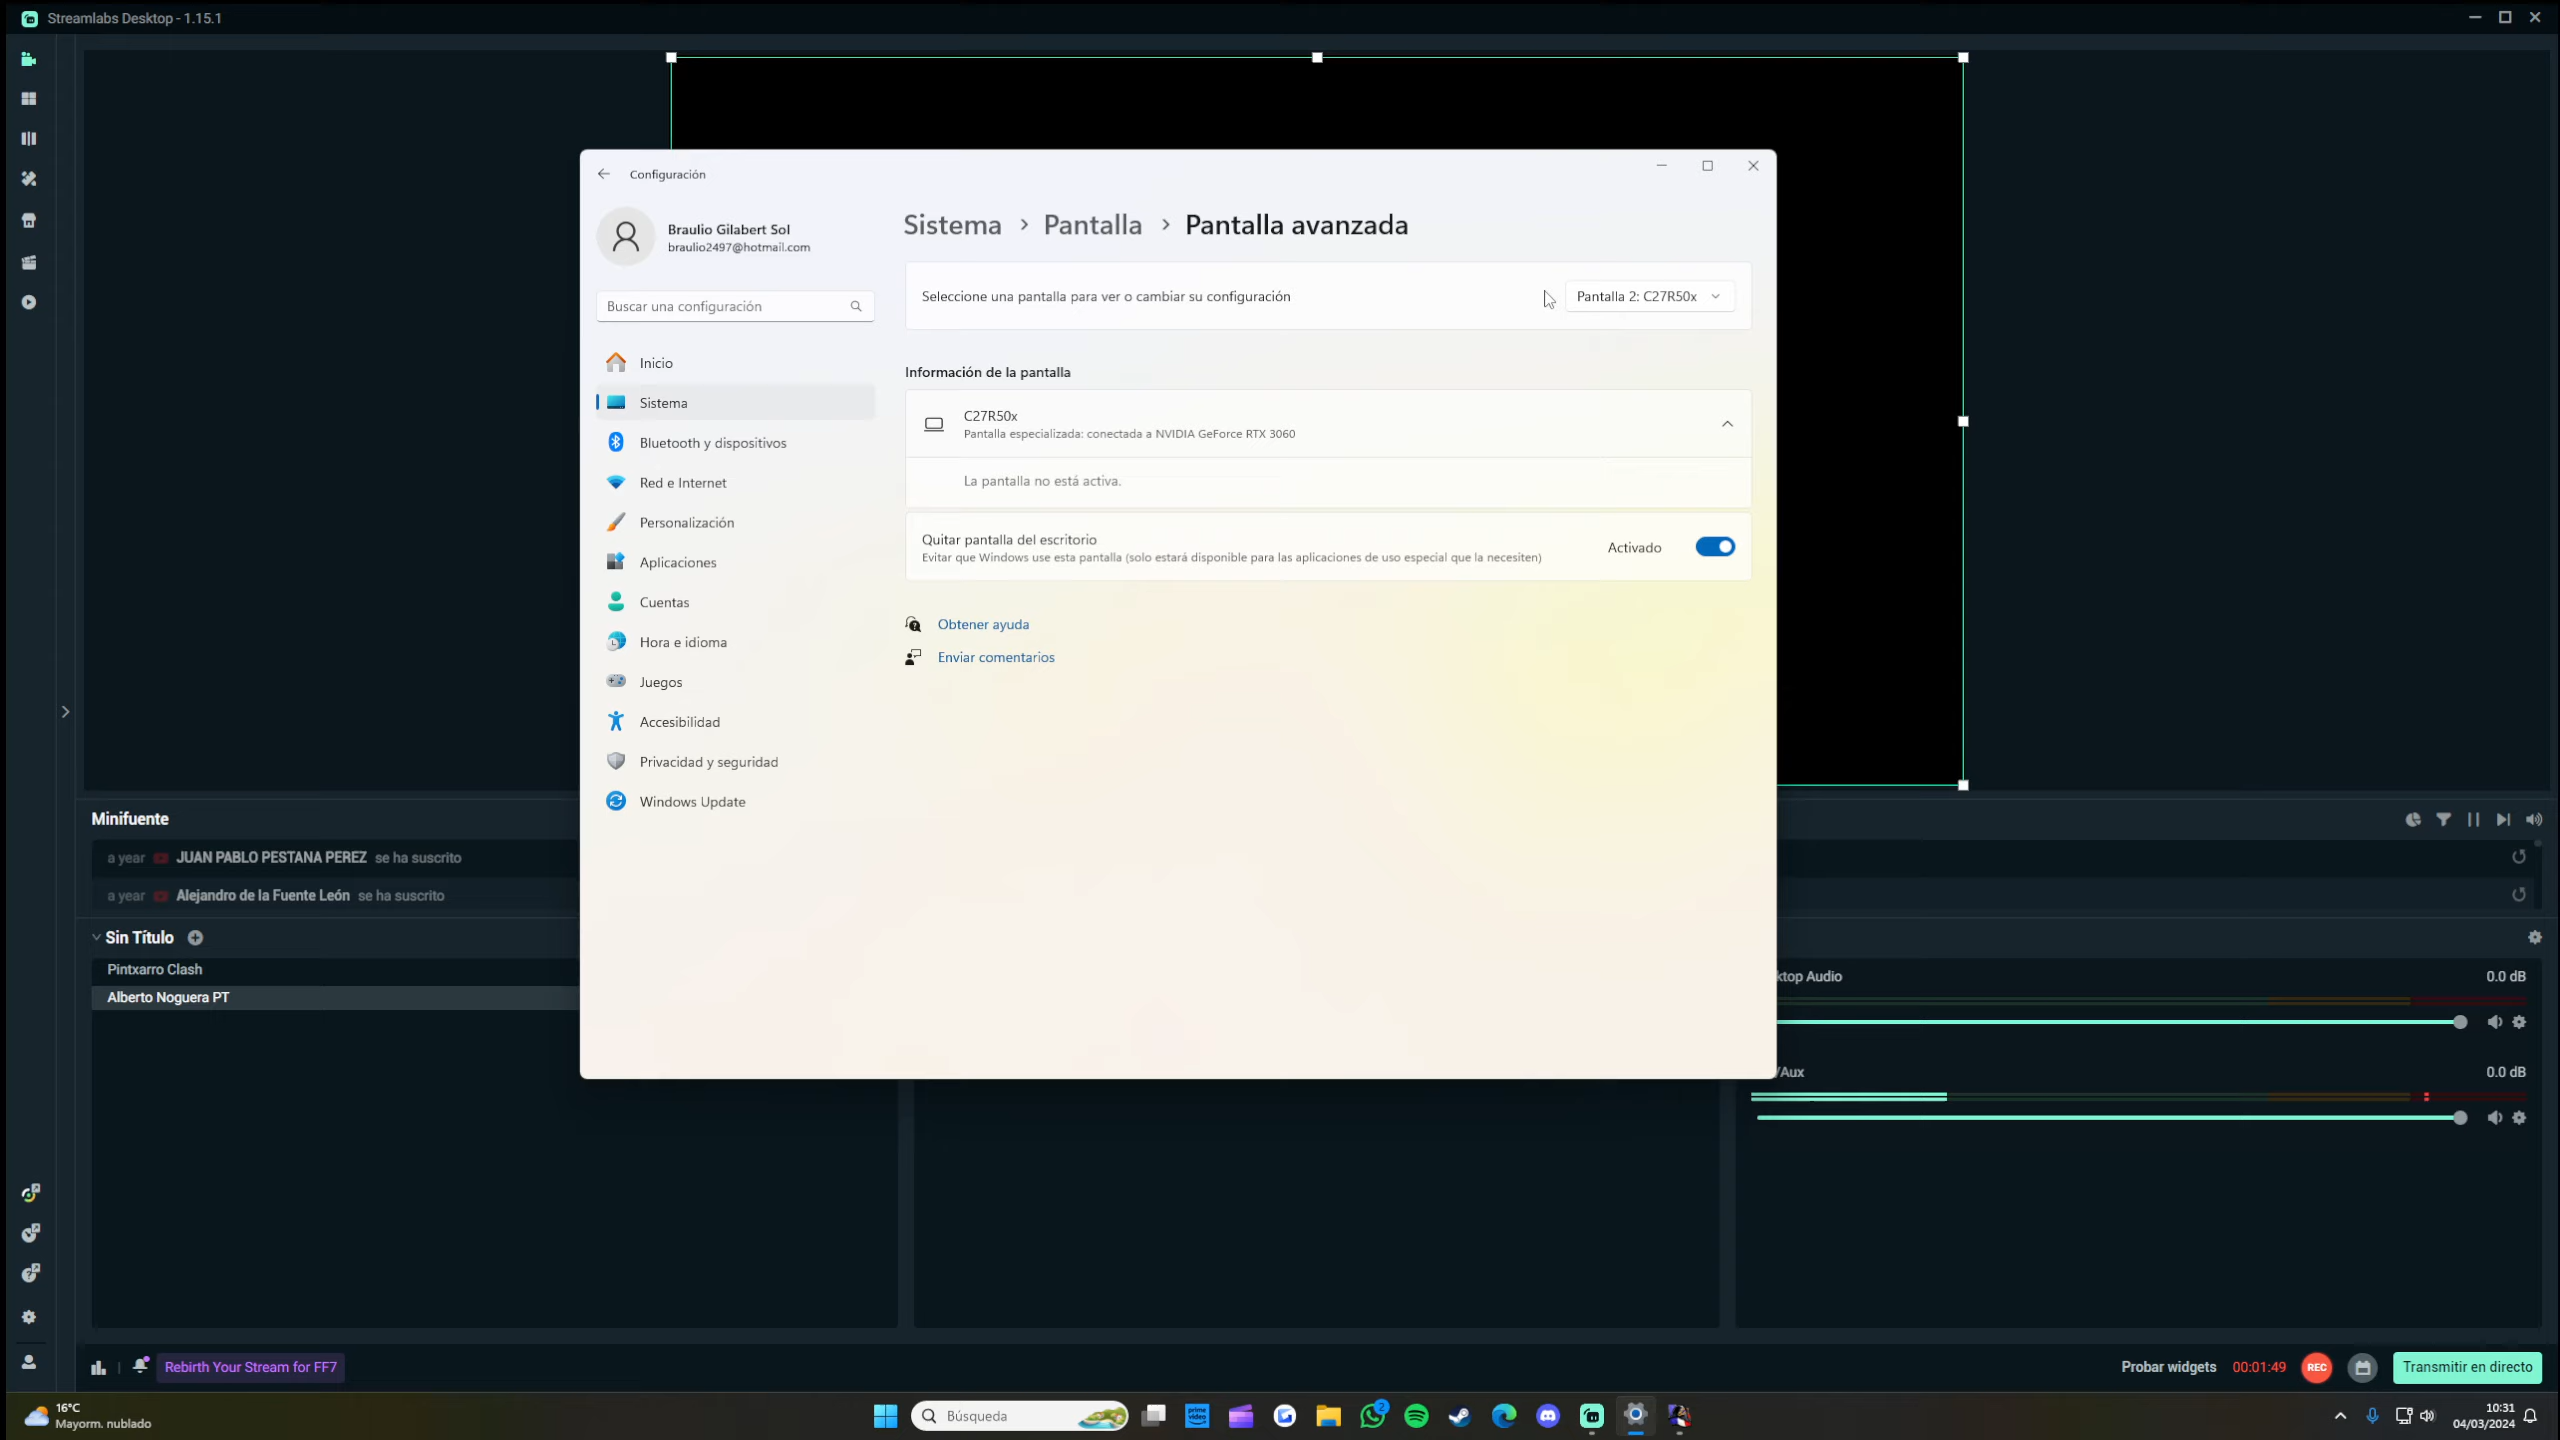 Streamlabs Desktop - 1.15.1
Configuración
Braulio Gilabert Sol
braulio2497@hotmail.com
Buscar una configuración
Inicio
Sistema
Bluetooth y dispositivos
Red e Internet
Personalización
Aplicaciones
Cuentas
Hora e idioma
Juegos
Accesibilidad
Privacidad y seguridad
Windows Update
Sistema > Pantalla > Pantalla avanzada
Seleccione una pantalla para ver o cambiar su configuración
Pantalla 2: C27R50x
Información de la pantalla
C27R50x
Pantalla especializada: conectada a NVIDIA GeForce RTX 3060
La pantalla no está activa.
Quitar pantalla del escritorio
Evitar que Windows use esta pantalla (solo estará disponible para las aplicaciones de uso especial que la necesiten)
Activado
Obtener ayuda
Enviar comentarios
Minifuente
a year JUAN PABLO PESTANA PEREZ se ha suscrito
a year Alejandro de la Fuente León se ha suscrito
Sin Título
Pintxarro Clash
Alberto Noguera PT
ktop Audio
0.0 dB
/Aux
0.0 dB
Rebirth Your Stream for FF7
Probar widgets
00:01:49
REC
Transmitir en directo
16°C
Mayorm. nublado
Búsqueda
prime video
2
10:31
04/03/2024